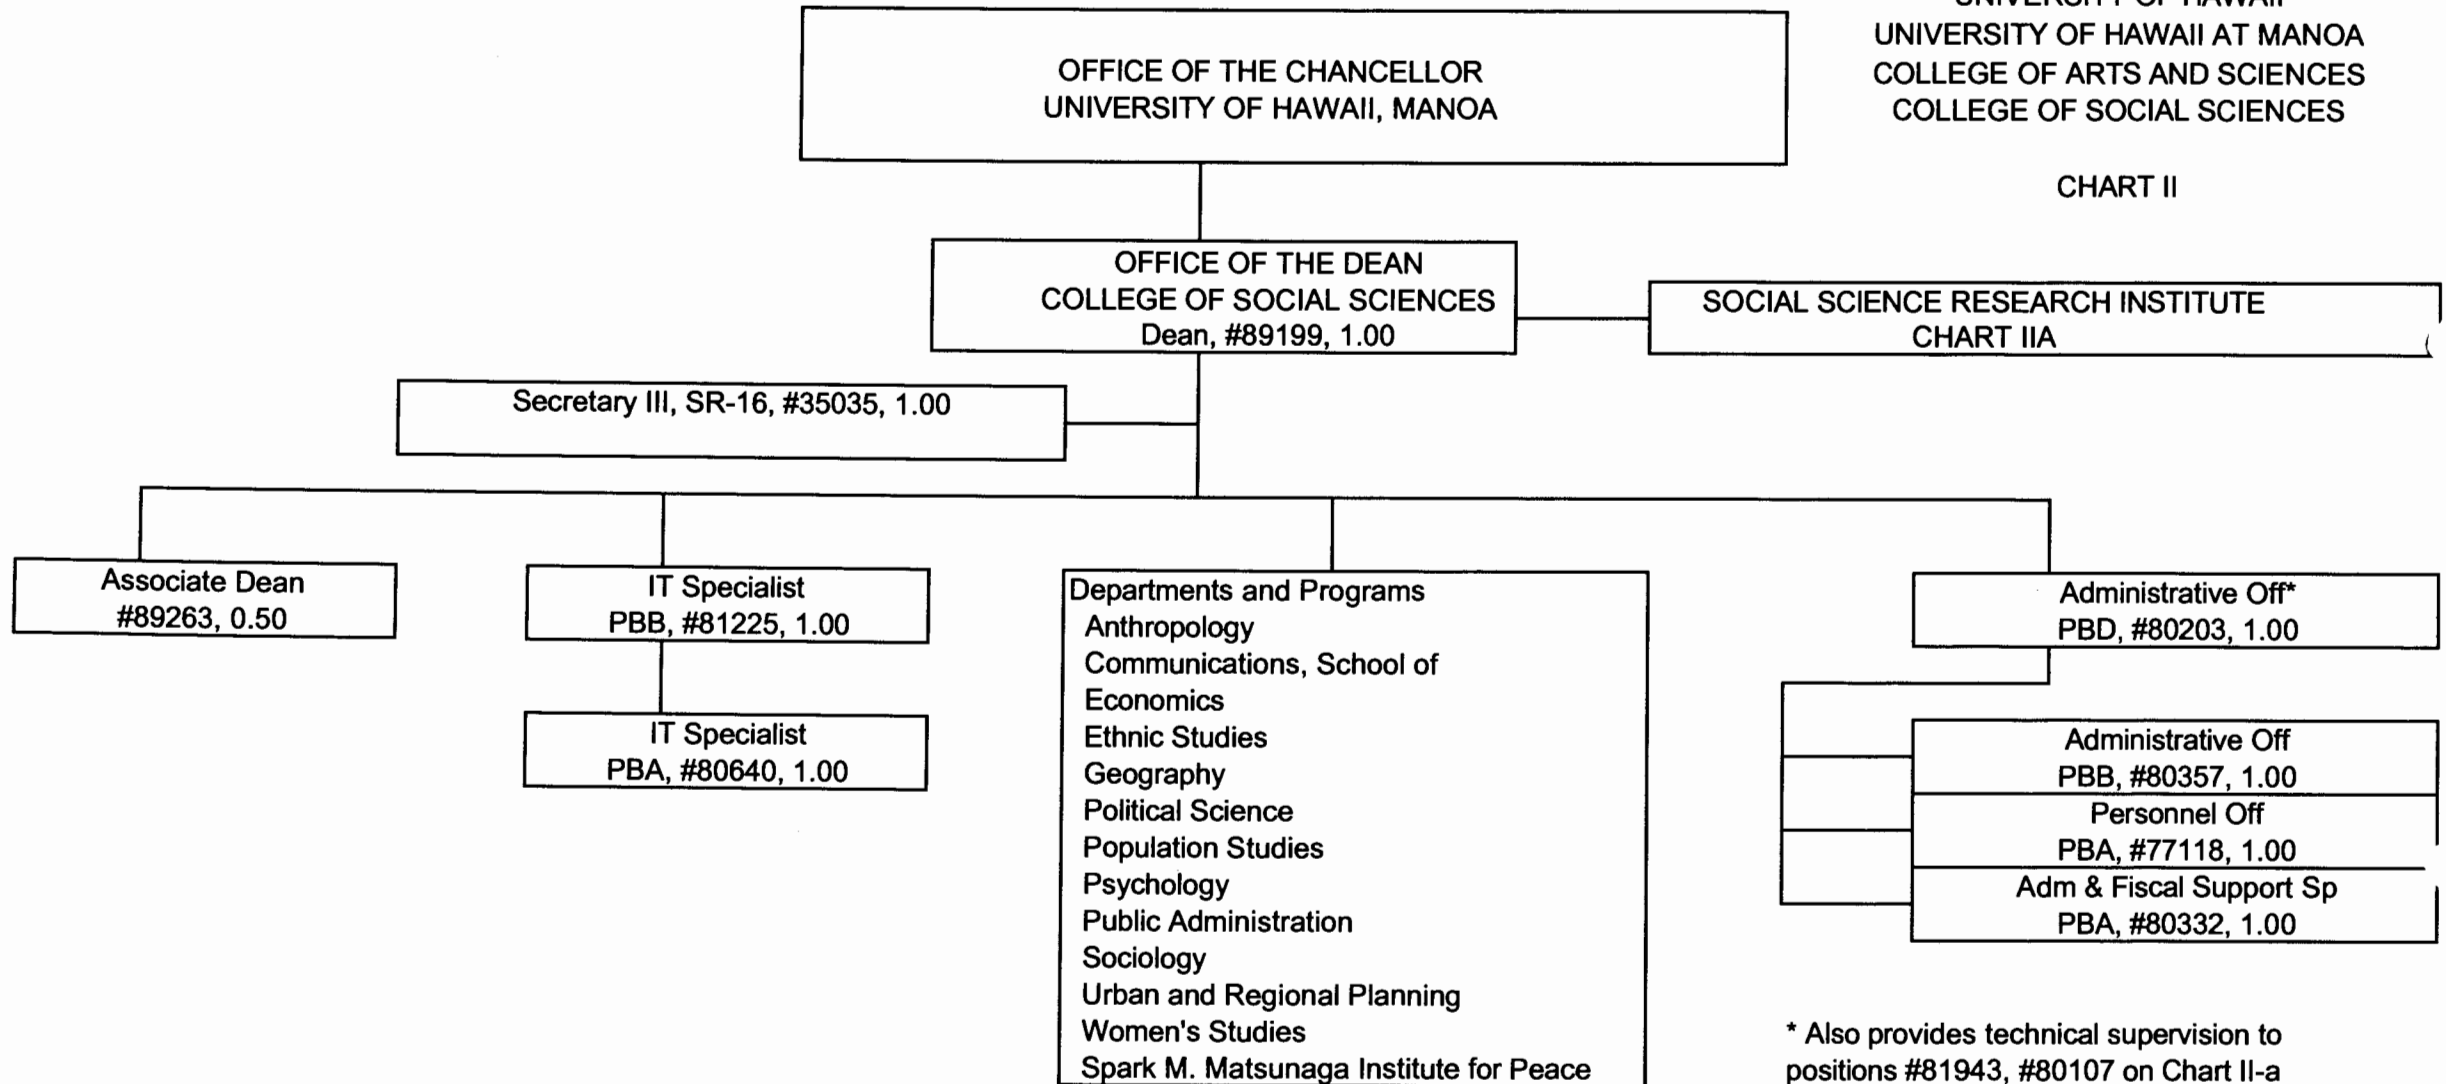 UNIVERSITY OF HAWAII
UNIVERSITY OF HAWAII AT MANOA
COLLEGE OF ARTS AND SCIENCES
COLLEGE OF SOCIAL SCIENCES
CHART II
OFFICE OF THE CHANCELLOR
UNIVERSITY OF HAWAII, MANOA
OFFICE OF THE DEAN
COLLEGE OF SOCIAL SCIENCES
Dean, #89199, 1.00
SOCIAL SCIENCE RESEARCH INSTITUTE
CHART IIA
Secretary III, SR-16, #35035, 1.00
Associate Dean
#89263, 0.50
IT Specialist
PBB, #81225, 1.00
IT Specialist
PBA, #80640, 1.00
Departments and Programs
Anthropology
Communications, School of
Economics
Ethnic Studies
Geography
Political Science
Population Studies
Psychology
Public Administration
Sociology
Urban and Regional Planning
Women's Studies
Spark M. Matsunaga Institute for Peace
Administrative Off*
PBD, #80203, 1.00
Administrative Off
PBB, #80357, 1.00
Personnel Off
PBA, #77118, 1.00
Adm & Fiscal Support Sp
PBA, #80332, 1.00
* Also provides technical supervision to
positions #81943, #80107 on Chart II-a